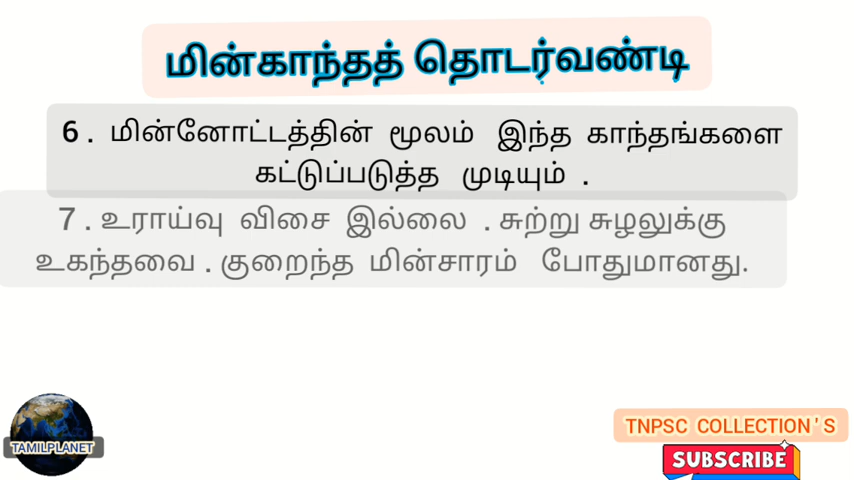 மின்காந்தத் தொடர்வண்டி
6 . மின்னோட்டத்தின் மூலம் இந்த காந்தங்களை
கட்டுப்படுத்த முடியும் .
7 . உராய்வு விசை இல்லை . சுற்று சுழலுக்கு
உகந்தவை . குறைந்த மின்சாரம் போதுமானது.
TAMILPLANET
TNPSC COLLECTION'S
SUBSCRIBE